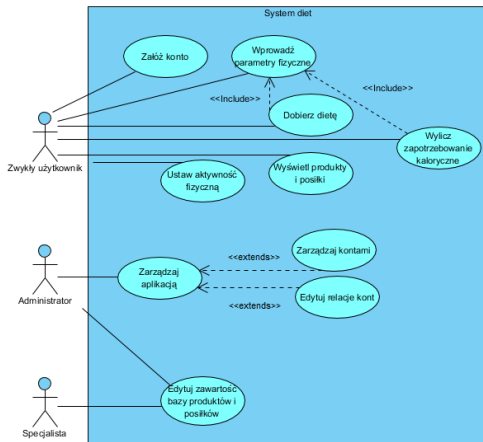 System diet
Załóż konto
Wprowadź
parametry fizyczne
<<Include>>
<<Include>>
Dobierz dietę
Wylicz
zapotrzebowanie
kaloryczne
Zwykły użytkownik
Ustaw aktywność
fizyczną
Wyświetl produkty
i posiłki
Zarządzaj kontami
<<extends>>
Zarządzaj
aplikacją
Edytuj relacje kont
Administrator
<<extends>>
Edytuj zawartość
bazy produktów i
posiłków
Specjalista